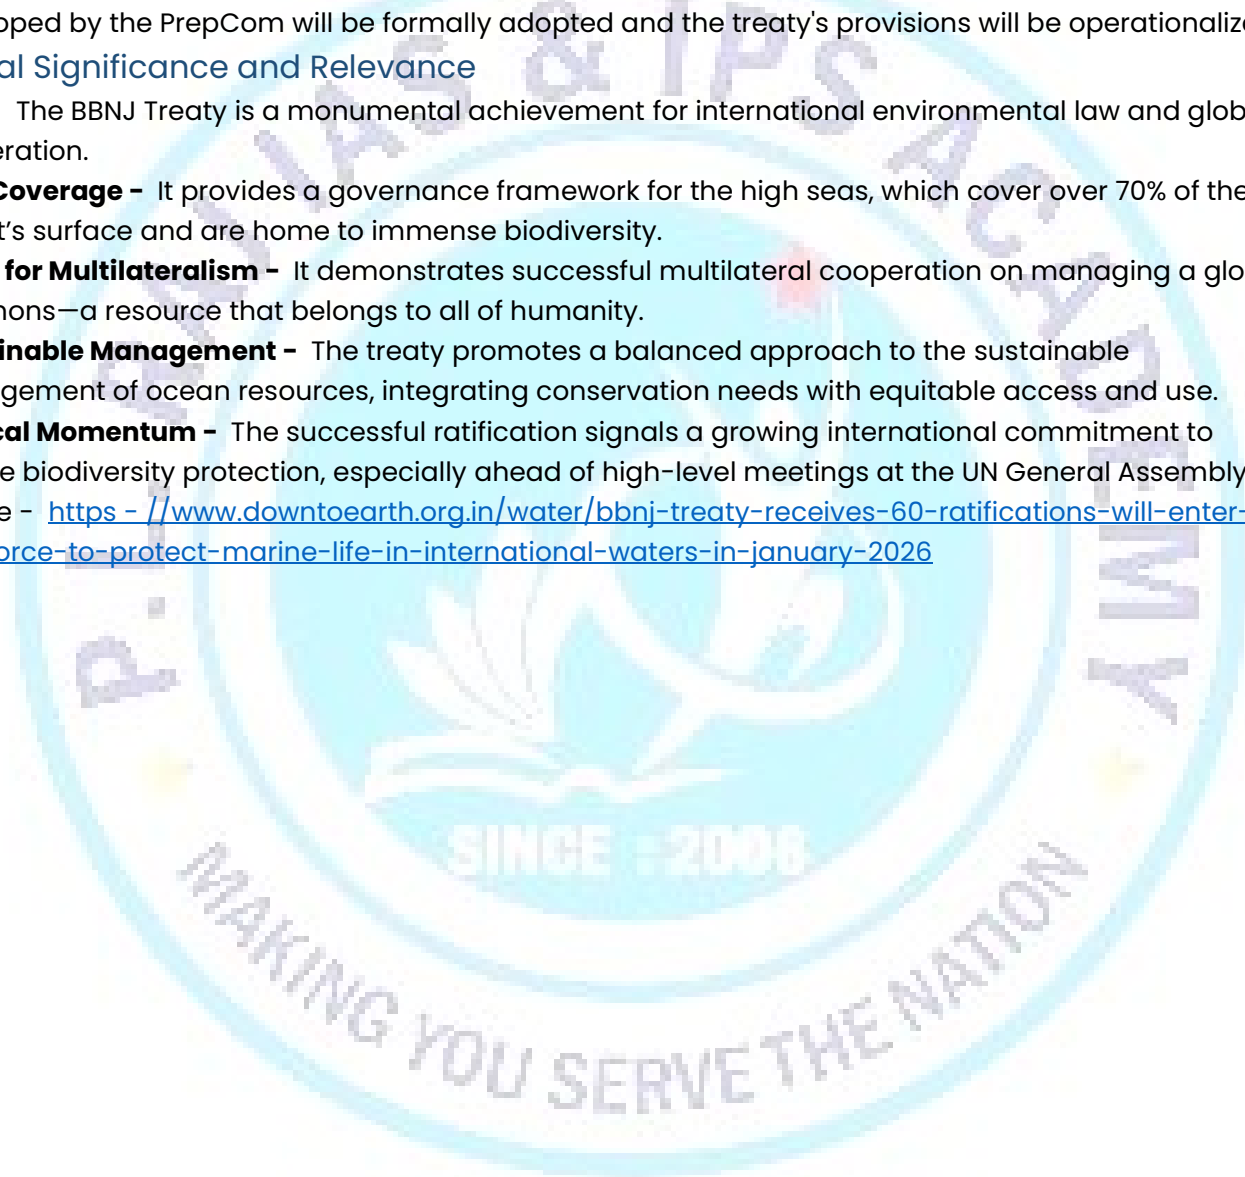 oped by the PrepCom will be formally adopted and the treaty's provisions will be operationalize
al Significance and Relevance
The BBNJ Treaty is a monumental achievement for international environmental law and glob
eration.
Coverage - It provides a governance framework for the high seas, which cover over 70% of the
t's surface and are home to immense biodiversity.
for Multilateralism - It demonstrates successful multilateral cooperation on managing a glo
nons—a resource that belongs to all of humanity.
inable Management - The treaty promotes a balanced approach to the sustainable
gement of ocean resources, integrating conservation needs with equitable access and use.
cal Momentum - The successful ratification signals a growing international commitment to
e biodiversity protection, especially ahead of high-level meetings at the UN General Assembly
e - https - //www.downtoearth.org.in/water/bbnj-treaty-receives-60-ratifications-will-enter-
orce-to-protect-marine-life-in-international-waters-in-january-2026
P.L. RAJ IAS & IPS ACADEMY
SINCE : 2006
MAKING YOU SERVE THE NATION